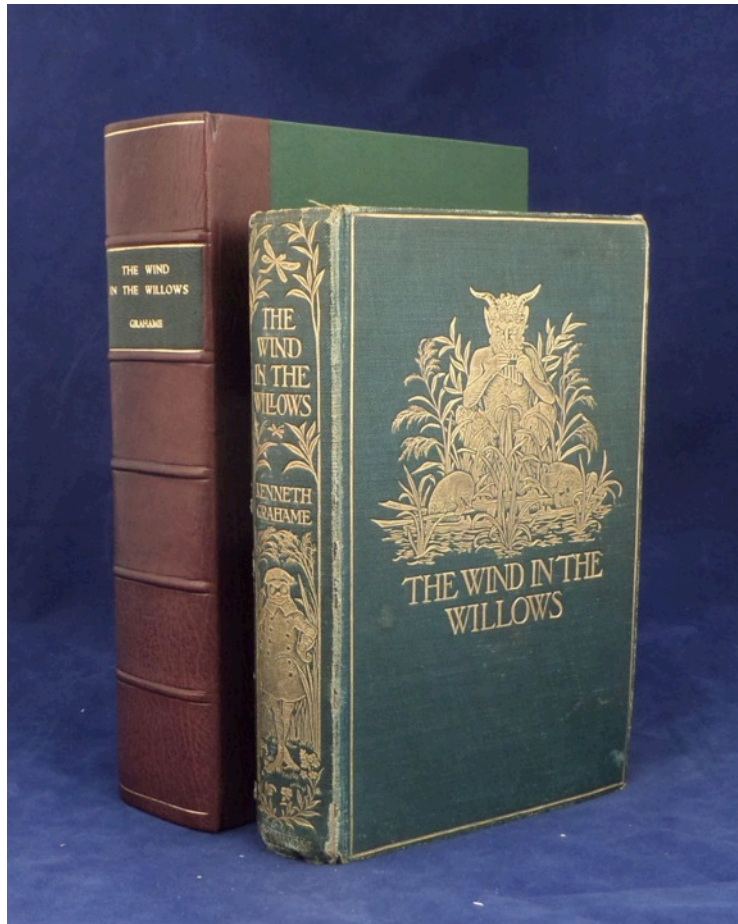 THE WIND
IN THE WILLOWS
GRAHAME
THE
WIND
IN THE
WILLOWS
KENNETH
GRAHAME
THE WIND IN THE
WILLOWS